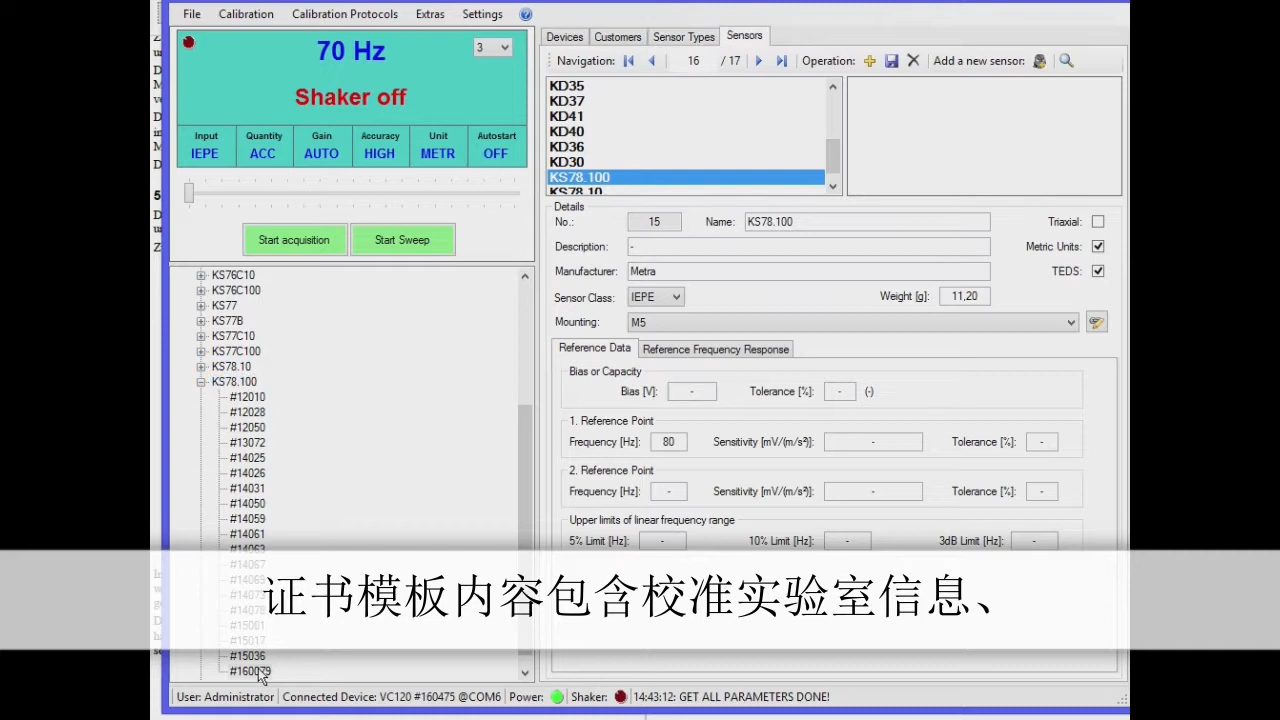 File Calibration Calibration Protocols Extras Settings
70 Hz
3
Shaker off
Input Quantity Gain Accuracy Unit Autostart
IEPE ACC AUTO HIGH METR OFF
Start acquisition Start Sweep
KS76C10
KS76C100
KS77
KS77B
KS77C10
KS77C100
KS78.10
KS78.100
#12010
#12028
#12050
#13072
#14025
#14026
#14031
#14050
#14059
#14061
#14063
#14067
#14069
#14078
#15001
#15017
#15036
Devices Customers Sensor Types Sensors
Navigation: 16 / 17 Operation: Add a new sensor:
KD35
KD37
KD41
KD40
KD36
KD30
KS78.100
KS78.10
Details
No.: 15 Name: KS78.100 Triaxial:
Description: - Metric Units:
Manufacturer: Metra TEDS:
Sensor Class: IEPE Weight [g]: 11,20
Mounting: M5
Reference Data Reference Frequency Response
Bias or Capacity
Bias [V]: - Tolerance [%]: - (-)
1. Reference Point
Frequency [Hz]: 80 Sensitivity [mV/(m/s²)]: - Tolerance [%]: -
2. Reference Point
Frequency [Hz]: - Sensitivity [mV/(m/s²)]: - Tolerance [%]: -
Upper limits of linear frequency range
5% Limit [Hz]: - 10% Limit [Hz]: - 3dB Limit [Hz]: -
证书模板内容包含校准实验室信息、
User: Administrator Connected Device: VC120 #160475 @COM6 Power: Shaker: 14:43:12: GET ALL PARAMETERS DONE!